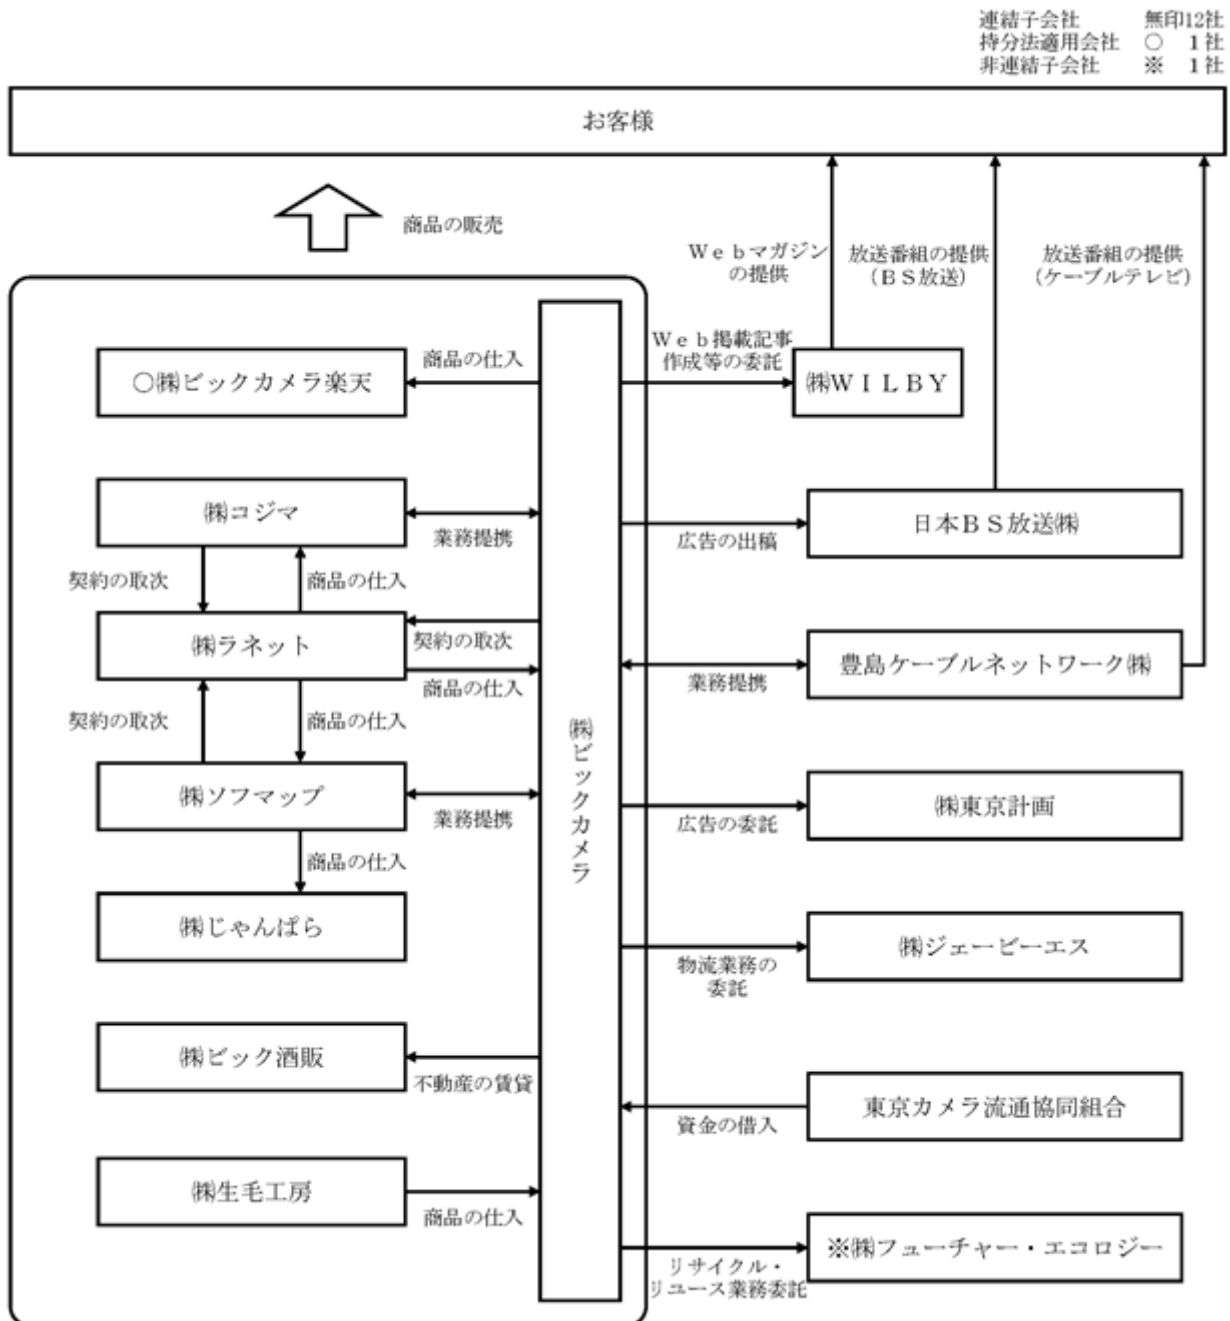 連結子会社 無印12社
持分法適用会社 ○ 1社
非連結子会社 ※ 1社
お客様
商品の販売
Ｗｅｂマガジン
の提供
放送番組の提供
（ＢＳ放送）
放送番組の提供
（ケーブルテレビ）
○㈱ビックカメラ楽天
商品の仕入
Ｗｅｂ掲載記事
作成等の委託
㈱ＷＩＬＢＹ
㈱コジマ
業務提携
広告の出稿
日本ＢＳ放送㈱
契約の取次
商品の仕入
㈱ラネット
契約の取次
商品の仕入
業務提携
豊島ケーブルネットワーク㈱
契約の取次
商品の仕入
㈱ビックカメラ
㈱ソフマップ
業務提携
広告の委託
㈱東京計画
商品の仕入
㈱じゃんぱら
物流業務の
委託
㈱ジェービーエス
㈱ビック酒販
不動産の賃貸
資金の借入
東京カメラ流通協同組合
㈱生毛工房
商品の仕入
リサイクル・
リユース業務委託
※㈱フューチャー・エコロジー